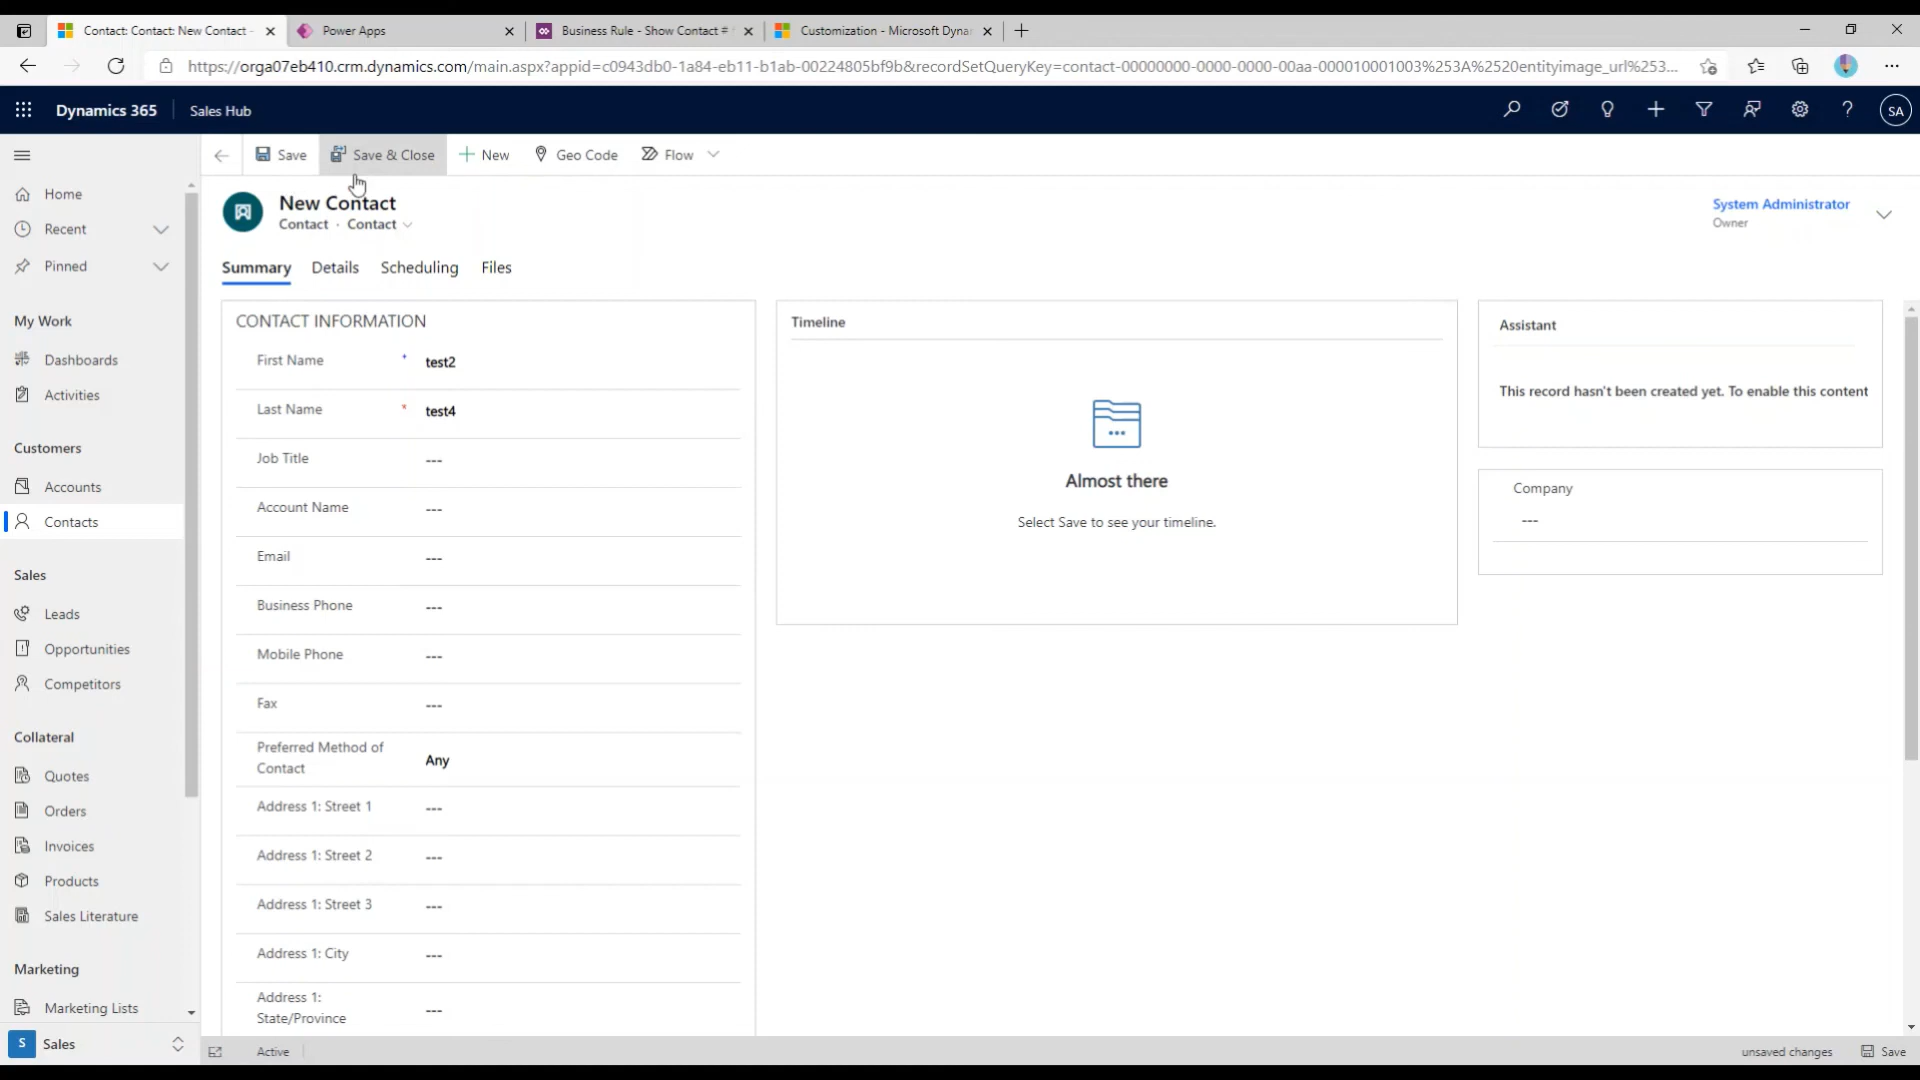 Contact: Contact: New Contact -
Power Apps
Business Rule - Show Contact #
Customization - Microsoft Dynar
https://orga07eb410.crm.dynamics.com/main.aspx?appid=c0943db0-1a84-eb11-b1ab-00224805bf9b&recordSetQueryKey=contact-00000000-0000-0000-00aa-000010001003%253A%2520entityimage_url%253...
Dynamics 365
Sales Hub
SA
Save
Save & Close
New
Geo Code
Flow
New Contact
Contact · Contact
System Administrator
Owner
Summary
Details
Scheduling
Files
Home
Recent
Pinned
My Work
Dashboards
Activities
Customers
Accounts
Contacts
Sales
Leads
Opportunities
Competitors
Collateral
Quotes
Orders
Invoices
Products
Sales Literature
Marketing
Marketing Lists
S Sales
CONTACT INFORMATION
First Name * test2
Last Name * test4
Job Title ---
Account Name ---
Email ---
Business Phone ---
Mobile Phone ---
Fax ---
Preferred Method of
Contact
Any
Address 1: Street 1 ---
Address 1: Street 2 ---
Address 1: Street 3 ---
Address 1: City ---
Address 1:
State/Province
---
Timeline
Almost there
Select Save to see your timeline.
Assistant
This record hasn't been created yet. To enable this content
Company
---
Active
unsaved changes
Save